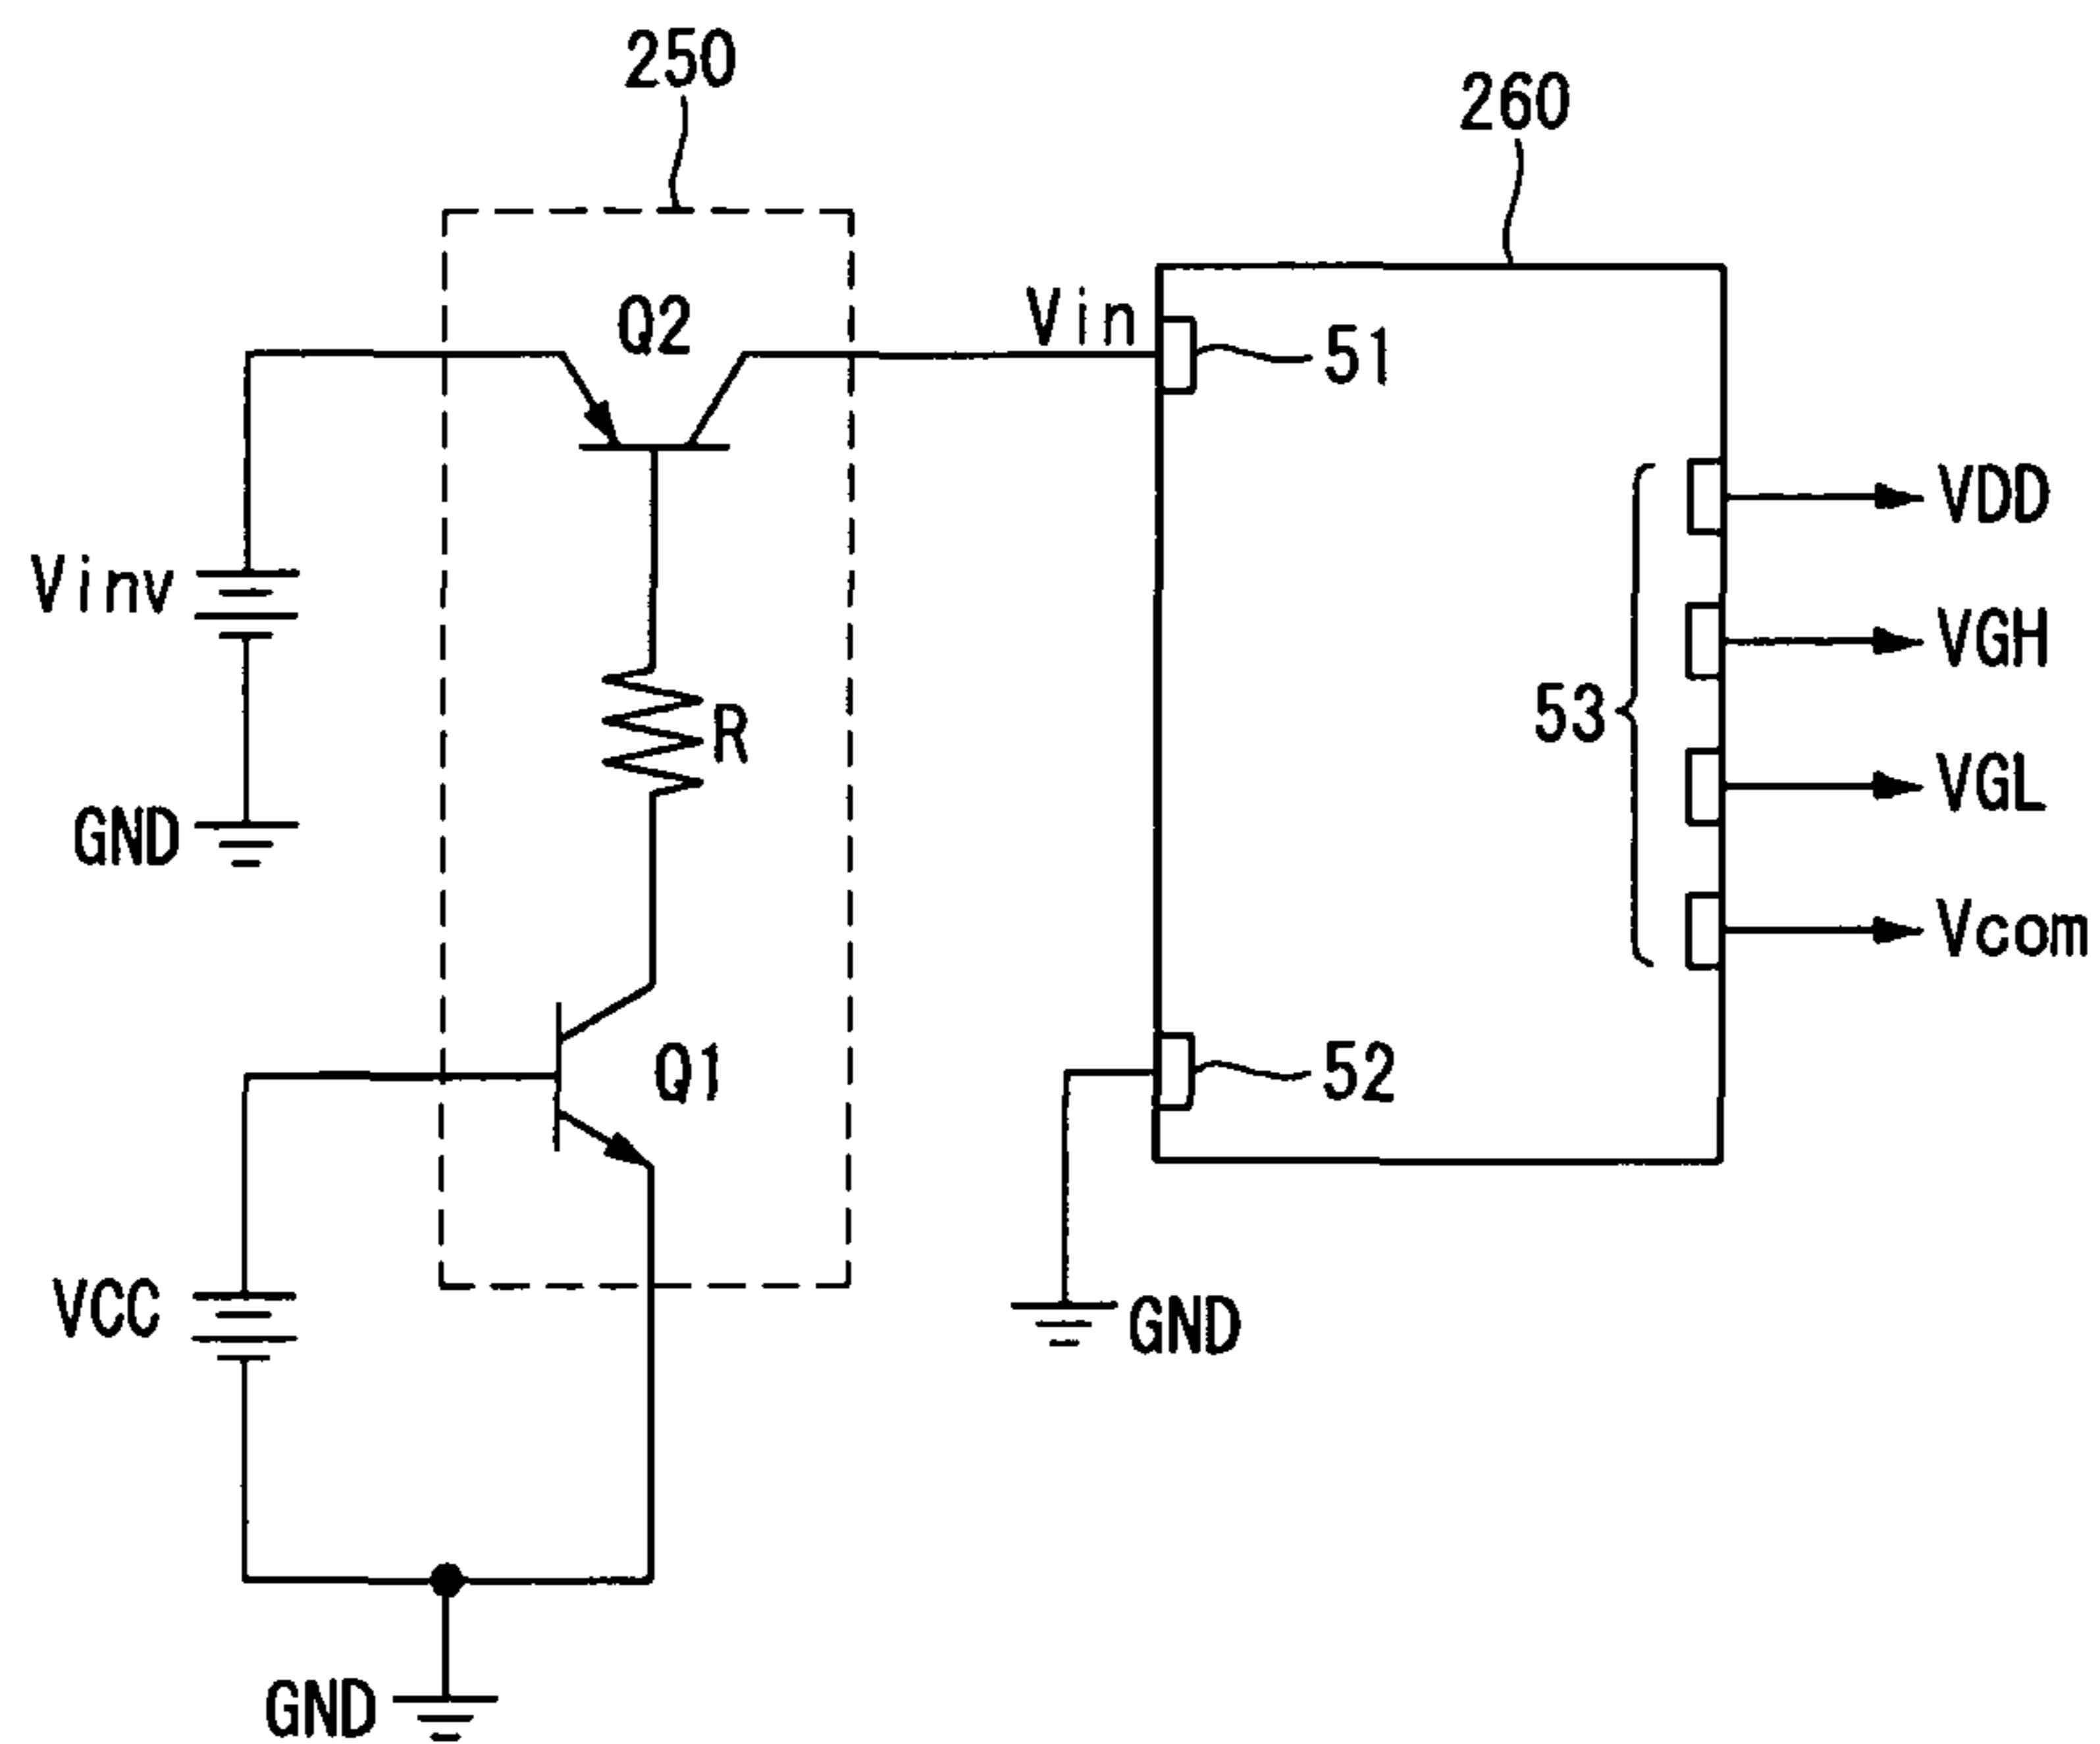 250
260
Q2
Vin
51
VDD
Vinv
VGH
53
R
VGL
GND
Vcom
Q1
52
VCC
GND
GND